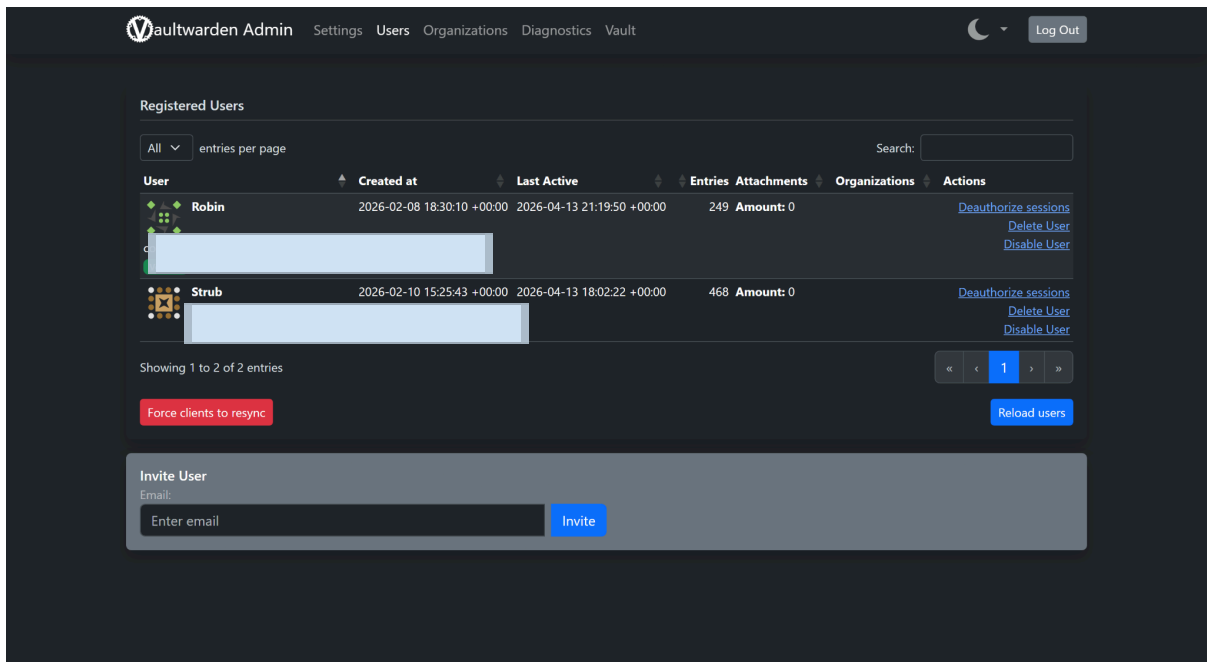 Vaultwarden Admin Settings Users Organizations Diagnostics Vault Log Out
Registered Users
All entries per page Search:
User Created at Last Active Entries Attachments Organizations Actions
Robin 2026-02-08 18:30:10 +00:00 2026-04-13 21:19:50 +00:00 249 Amount: 0 Deauthorize sessions
Delete User
Disable User
Strub 2026-02-10 15:25:43 +00:00 2026-04-13 18:02:22 +00:00 468 Amount: 0 Deauthorize sessions
Delete User
Disable User
Showing 1 to 2 of 2 entries « ‹ 1 › »
Force clients to resync Reload users
Invite User
Email:
Enter email Invite